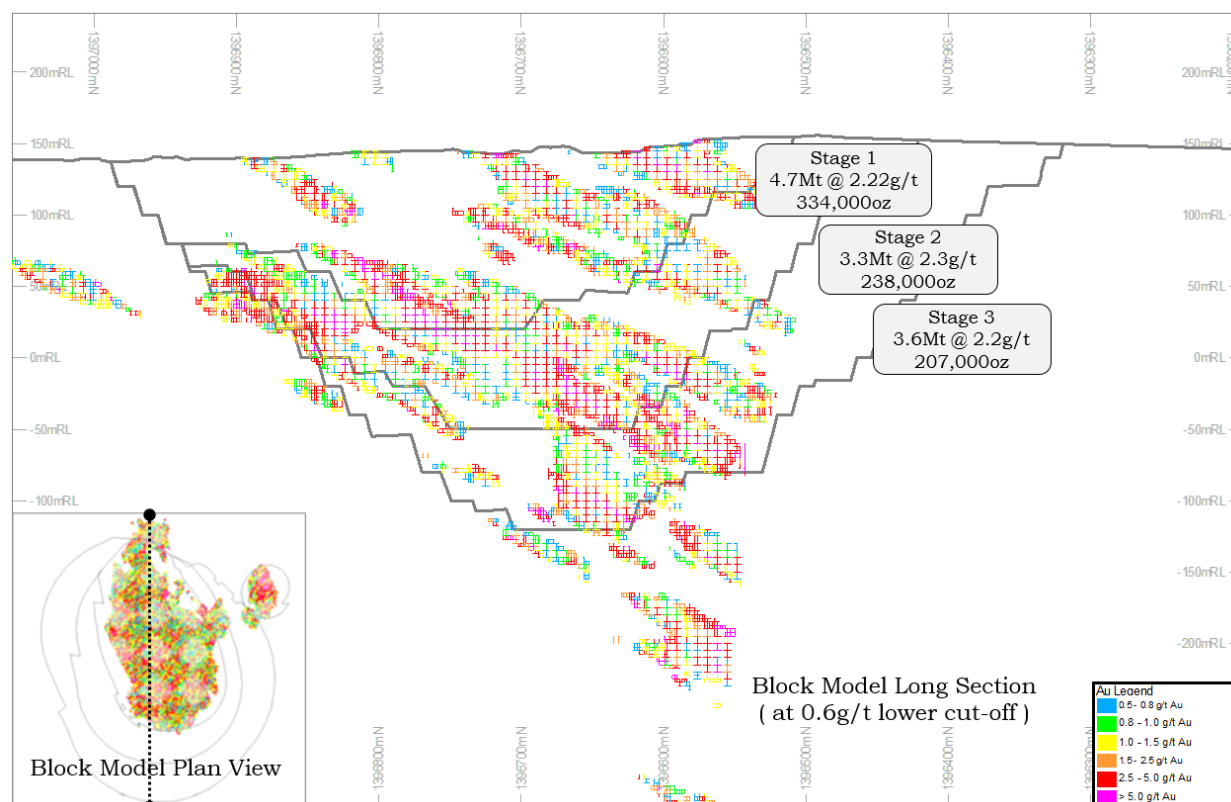 1397000mN
1396900mN
1396800mN
1396700mN
1396600mN
1396500mN
1396400mN
1396300mN
200mRL
200mRL
150mRL
150mRL
Stage 1
4.7Mt @ 2.22g/t
334,000oz
100mRL
100mRL
Stage 2
3.3Mt @ 2.3g/t
238,000oz
50mRL
50mRL
Stage 3
3.6Mt @ 2.2g/t
207,000oz
0mRL
0mRL
-50mRL
-50mRL
-100mRL
-100mRL
-150mRL
-200mRL
Block Model Long Section
( at 0.6g/t lower cut-off )
Block Model Plan View
1396800mN
1396700mN
1396600mN
1396500mN
1396400mN
1396300mN
Au Legend
0.5- 0.8 g/t Au
0.8 - 1.0 g/t Au
1.0 - 1.5 g/t Au
1.5- 2.5 g/t Au
2.5 - 5.0 g/t Au
> 5.0 g/t Au